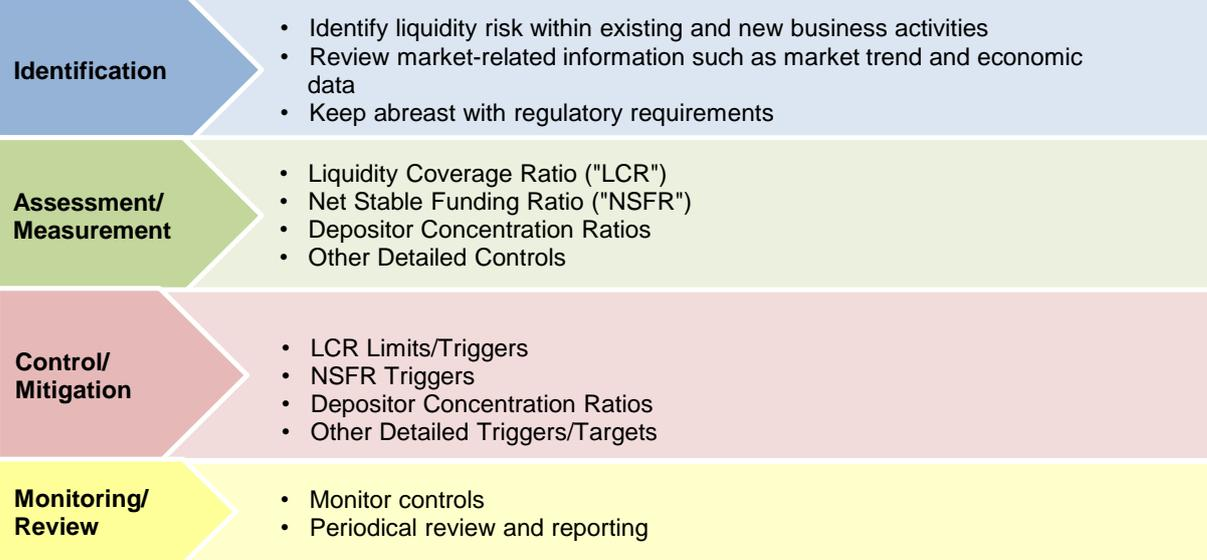 Identification
• Identify liquidity risk within existing and new business activities
• Review market-related information such as market trend and economic
data
• Keep abreast with regulatory requirements
Assessment/
Measurement
• Liquidity Coverage Ratio ("LCR")
• Net Stable Funding Ratio ("NSFR")
• Depositor Concentration Ratios
• Other Detailed Controls
Control/
Mitigation
• LCR Limits/Triggers
• NSFR Triggers
• Depositor Concentration Ratios
• Other Detailed Triggers/Targets
Monitoring/
Review
• Monitor controls
• Periodical review and reporting